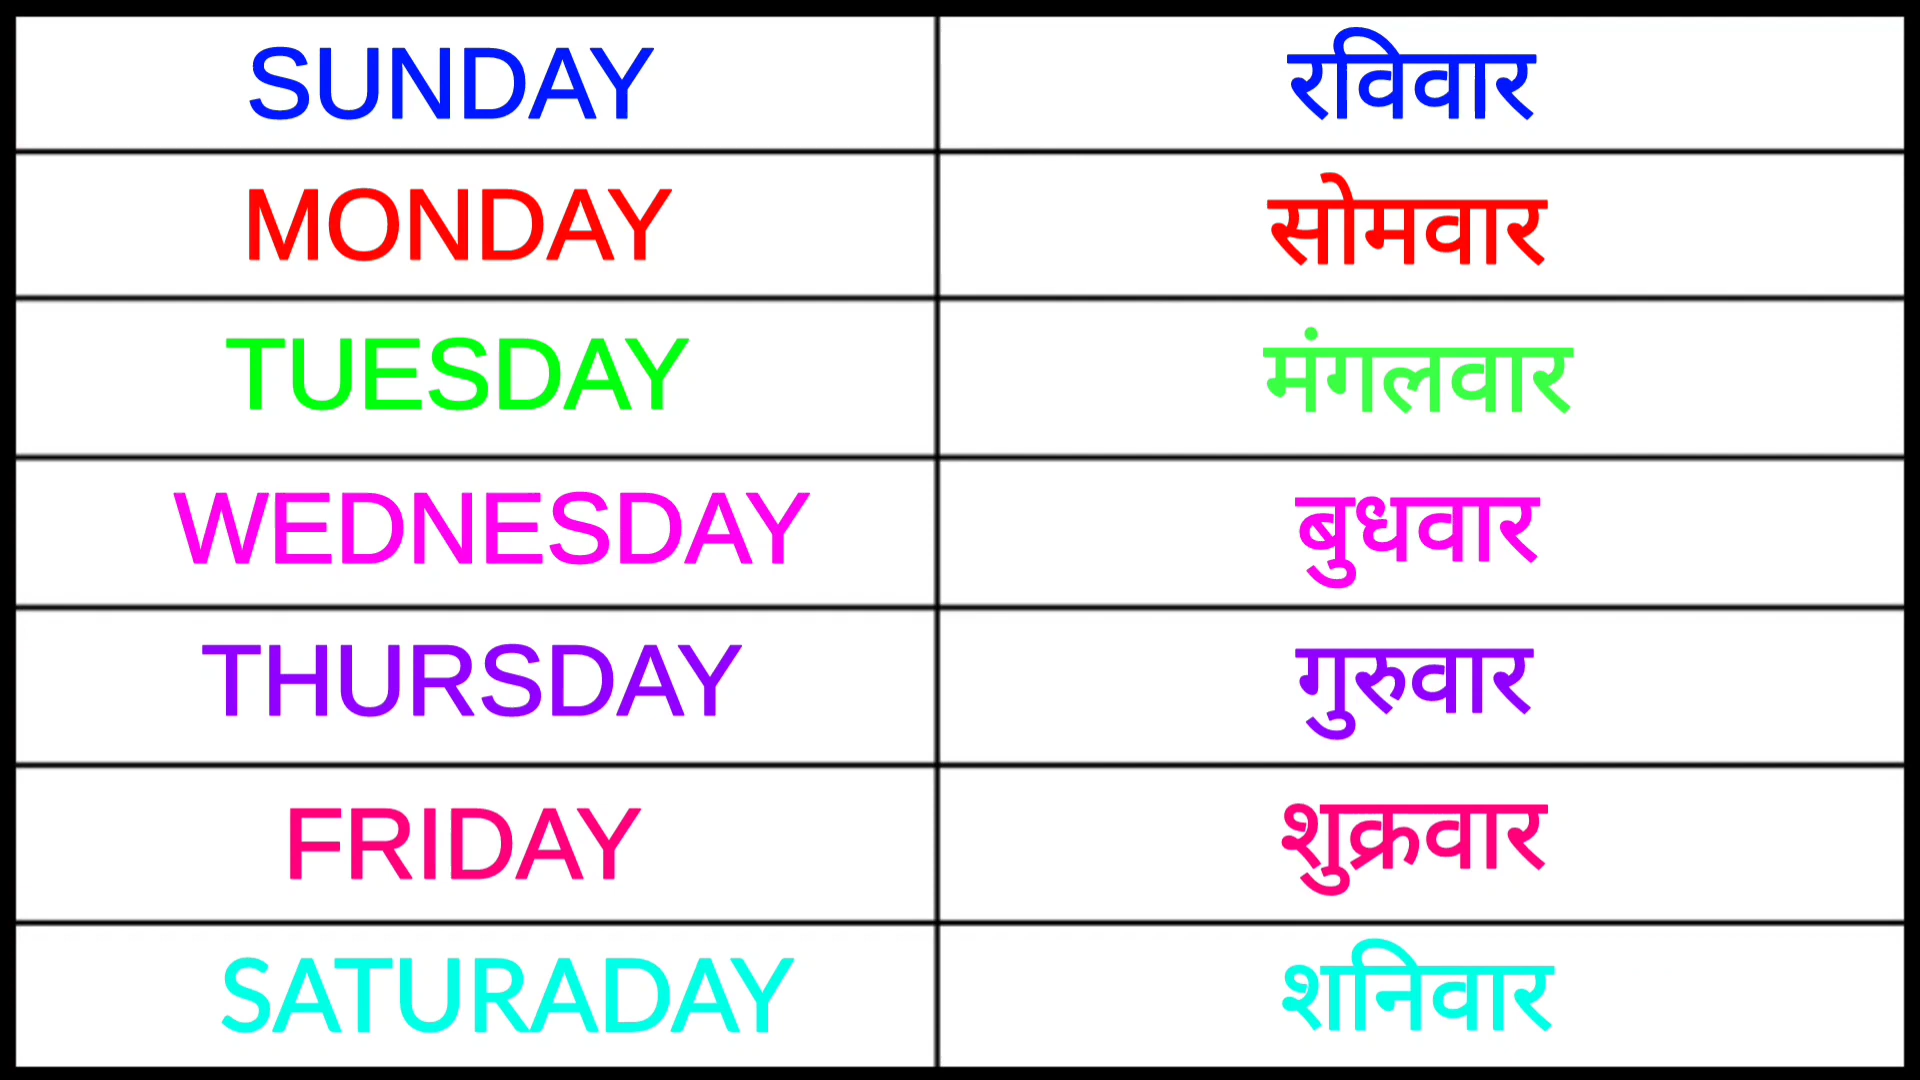 SUNDAY रविवार
MONDAY सोमवार
TUESDAY मंगलवार
WEDNESDAY बुधवार
THURSDAY गुरुवार
FRIDAY शुक्रवार
SATURADAY शनिवार